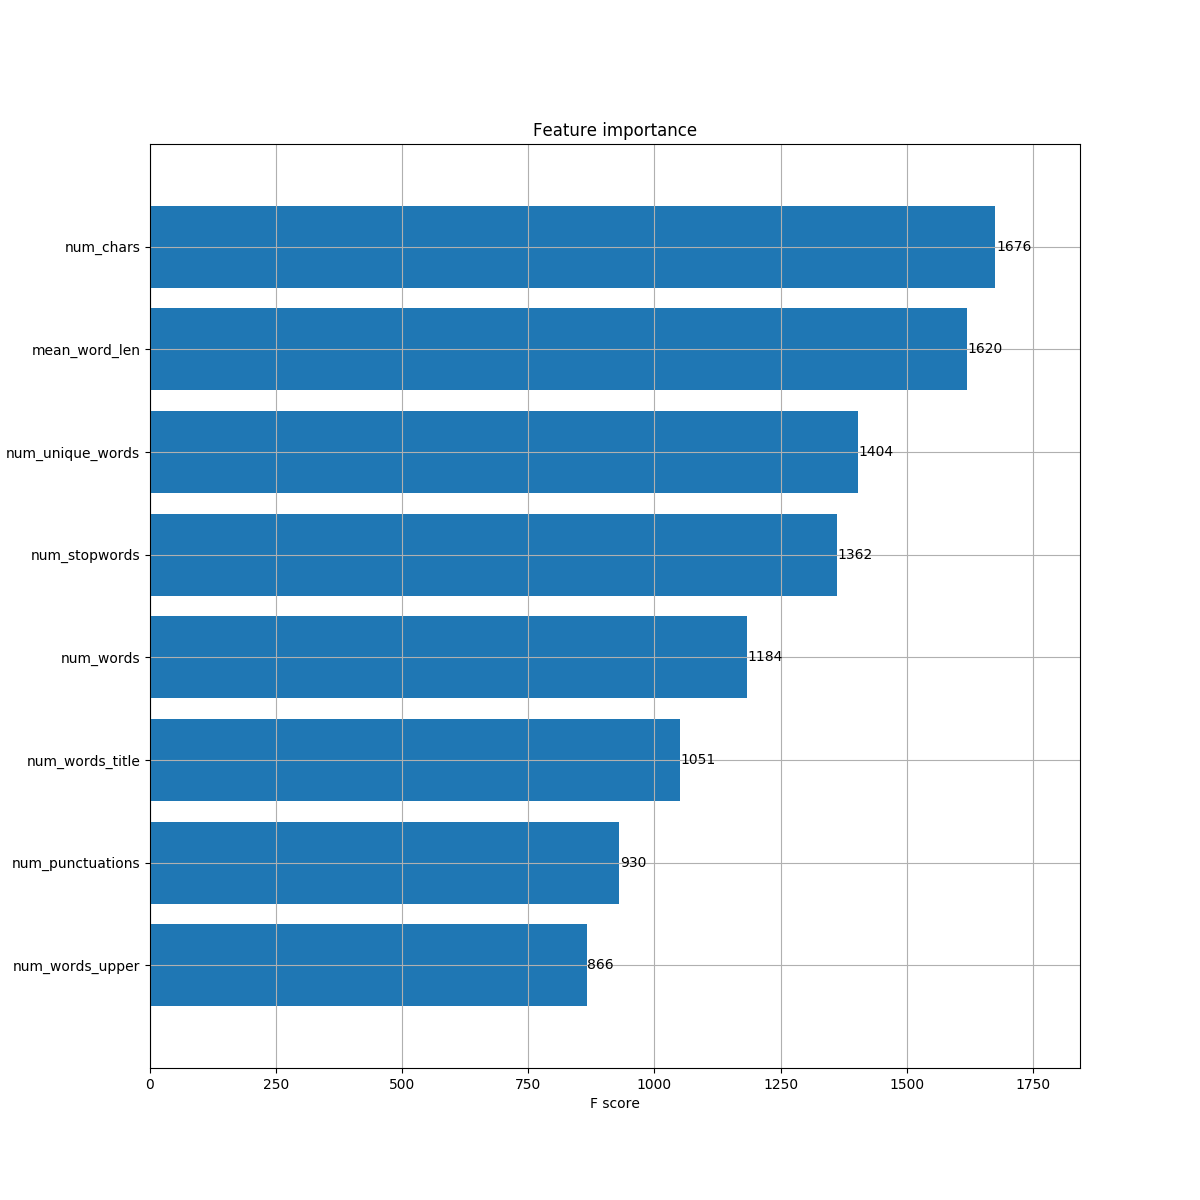 Feature importance
num_chars 1676
mean_word_len 1620
num_unique_words 1404
num_stopwords 1362
num_words 1184
num_words_title 1051
num_punctuations 930
num_words_upper 866
0 250 500 750 1000 1250 1500 1750
F score